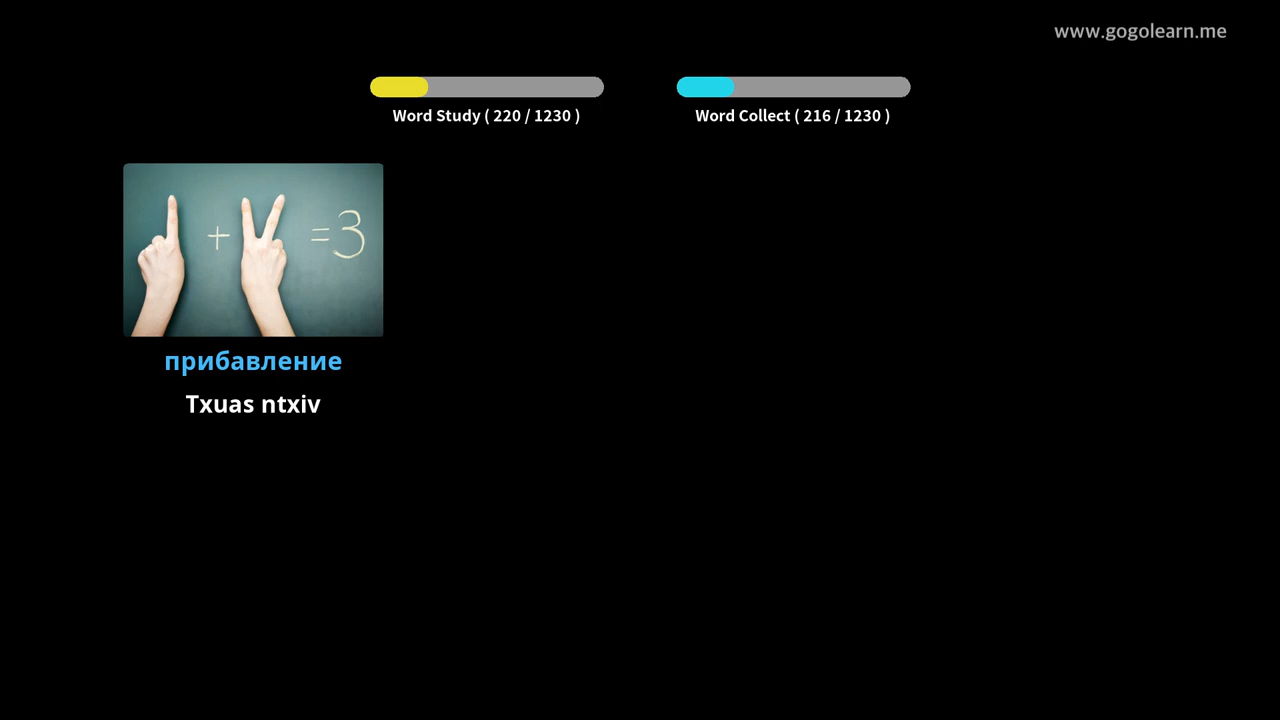 www.gogolearn.me
Word Study ( 220 / 1230 )
Word Collect ( 216 / 1230 )
+ =3
прибавление
Txuas ntxiv